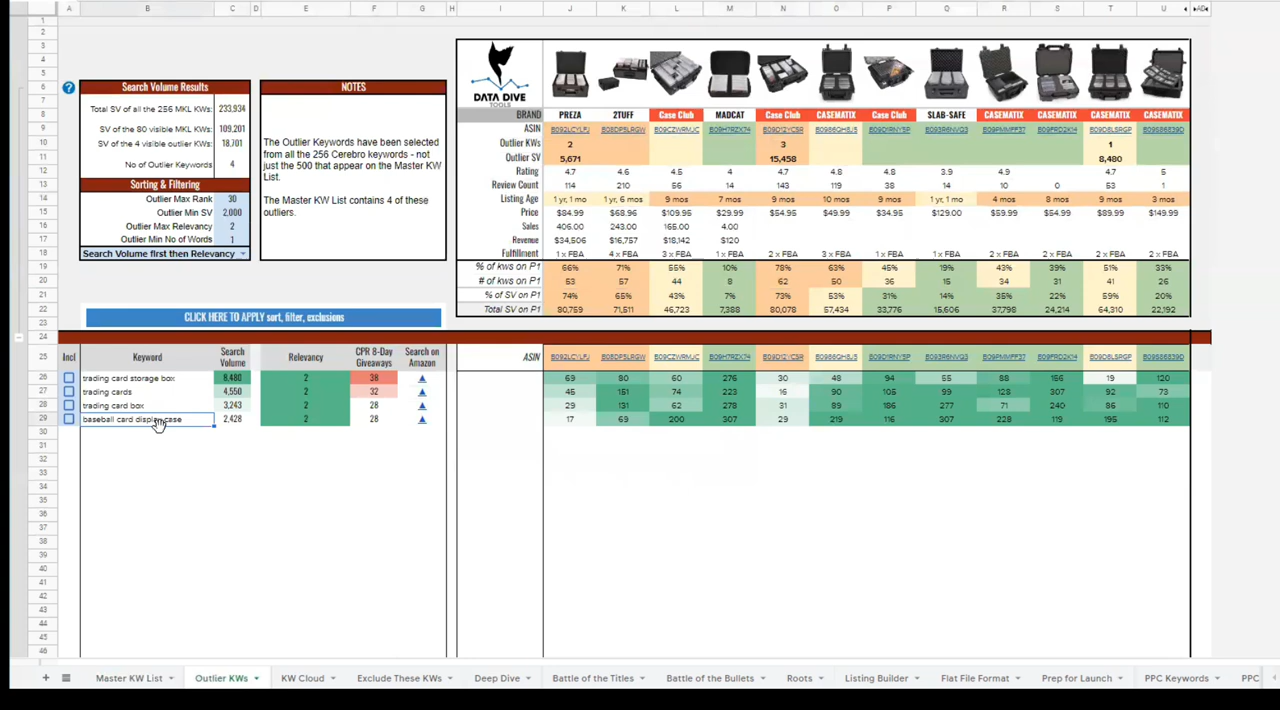 A B C D E F G H I J K L M N O P Q R S T U
Search Volume Results
Total SV of all the 256 MKL KWs: 233,934
SV of the 80 visible MKL KWs: 109,201
SV of the 4 visible outlier KWs: 18,701
No of Outlier Keywords 4
Sorting & Filtering
Outlier Max Rank 30
Outlier Min SV 2,000
Outlier Max Relevancy 2
Outlier Min No of Words 1
Search Volume first then Relevancy
NOTES
The Outlier Keywords have been selected
from all the 256 Cerebro keywords - not
just the 500 that appear on the Master KW
List.
The Master KW List contains 4 of these
outliers.
CLICK HERE TO APPLY sort, filter, exclusions
DATA DIVE
TOOLS
BRAND PREZA 2TUFF Case Club MADCAT Case Club CASEMATIX Case Club SLAB-SAFE CASEMATIX CASEMATIX CASEMATIX CASEMATIX
ASIN
Outlier KWs 2 3 1
Outlier SV 5,671 15,458 8,480
Rating 4.7 4.6 4.5 4 4.7 4.8 4.8 3.9 4.9 4.7 5
Review Count 114 210 56 14 143 119 38 14 10 0 53 1
Listing Age 1 yr, 1 mo 1 yr, 6 mos 9 mos 7 mos 9 mos 10 mos 9 mos 1 yr, 1 mo 4 mos 8 mos 9 mos 3 mos
Price $84.99 $68.96 $109.95 $29.99 $54.95 $49.99 $34.95 $129.00 $59.99 $54.99 $89.99 $149.99
Sales 406.00 243.00 165.00 4.00
Revenue $34,506 $16,757 $18,142 $120
Fulfillment 1 x FBA 4 x FBA 3 x FBA 1 x FBA 2 x FBA 3 x FBA 1 x FBA 1 x FBA 2 x FBA 2 x FBA 1 x FBA 2 x FBA
% of kws on P1 66% 71% 55% 10% 78% 63% 45% 19% 43% 39% 51% 33%
# of kws on P1 53 57 44 8 62 50 36 15 34 31 41 26
% of SV on P1 74% 65% 43% 7% 73% 53% 31% 14% 35% 22% 59% 20%
Total SV on P1 80,759 71,511 46,723 7,388 80,078 57,434 33,776 15,606 37,798 24,214 64,310 22,192
Incl Keyword Search Volume Relevancy CPR 8-Day Giveaways Search on Amazon ASIN
trading card storage box 8,480 2 38 69 80 60 276 30 48 94 55 88 156 19 120
trading cards 4,550 2 32 45 151 74 223 16 90 105 99 128 307 92 73
trading card box 3,243 2 28 29 131 62 278 31 89 186 277 71 240 86 110
baseball card display case 2,428 2 28 17 69 200 307 29 219 116 307 228 119 195 112
Master KW List Outlier KWs KW Cloud Exclude These KWs Deep Dive Battle of the Titles Battle of the Bullets Roots Listing Builder Flat File Format Prep for Launch PPC Keywords PPC